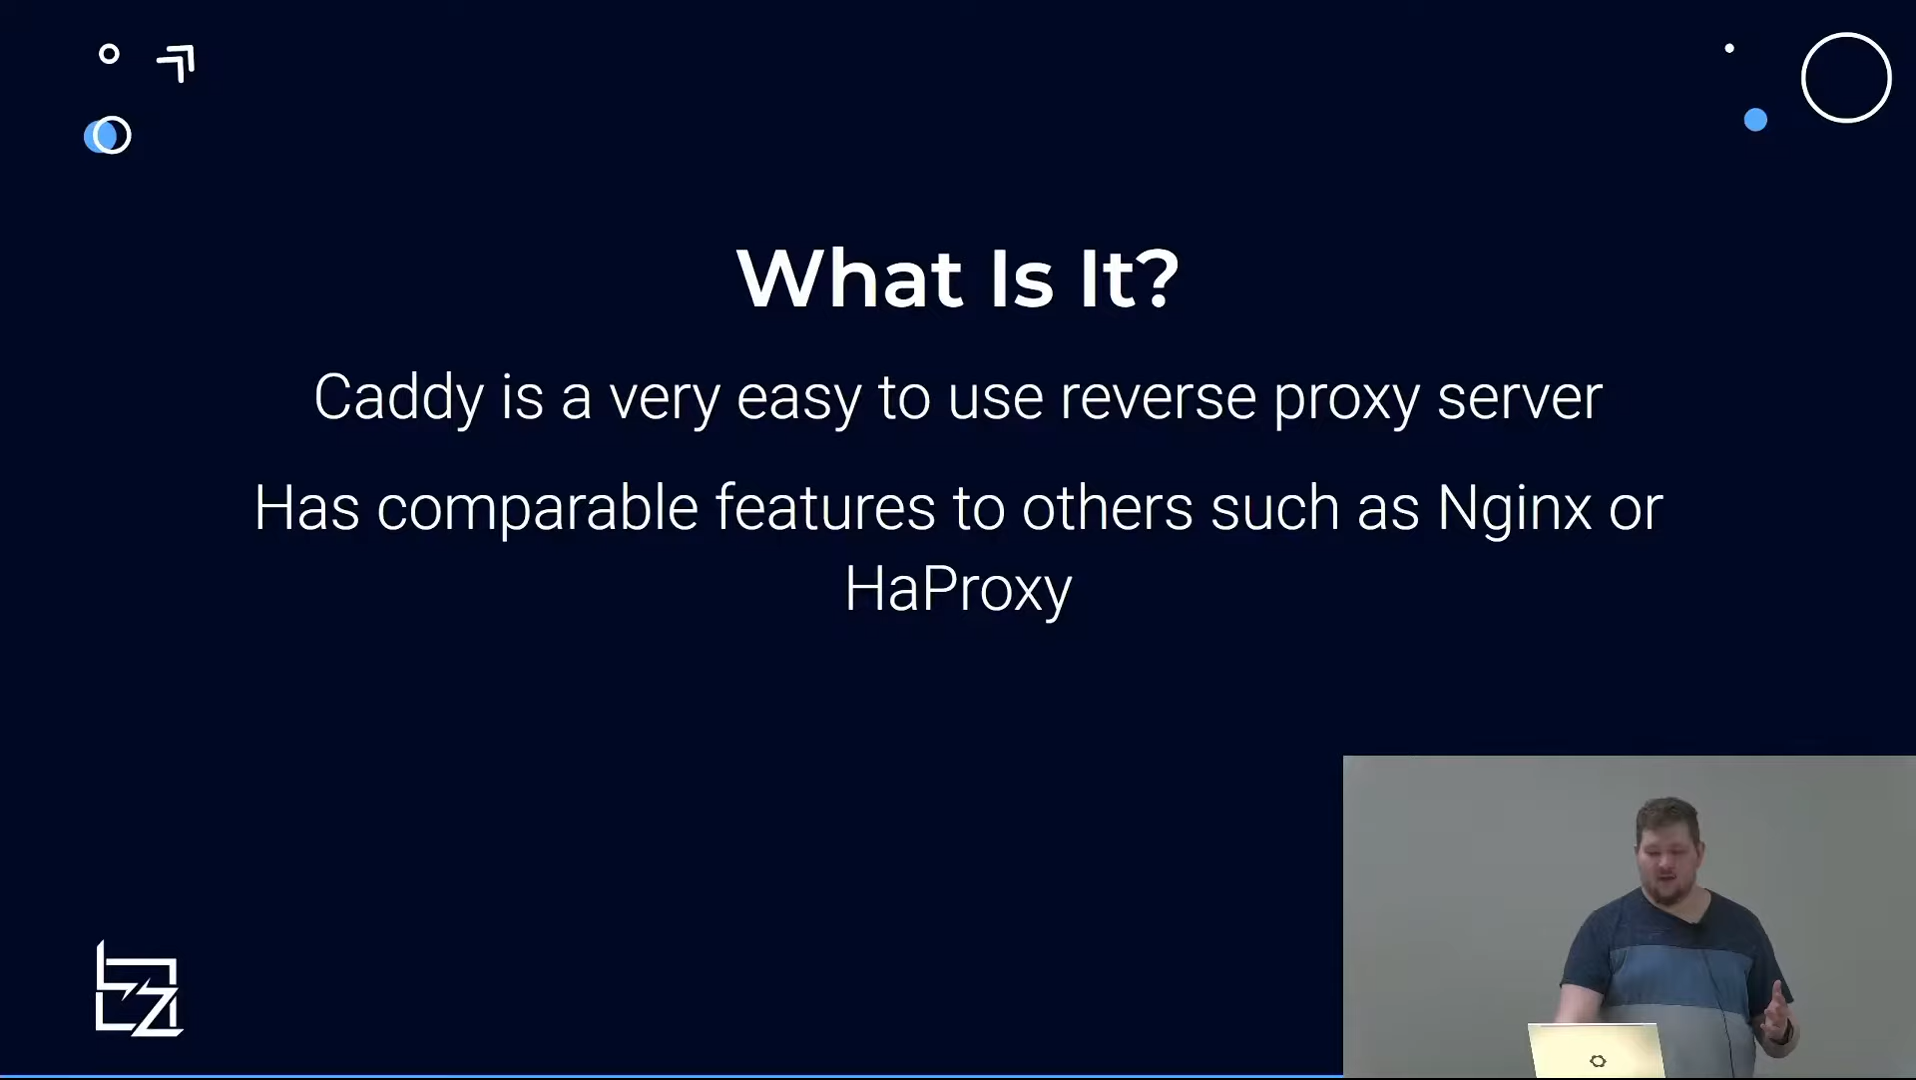 What Is It?
Caddy is a very easy to use reverse proxy server
Has comparable features to others such as Nginx or
HaProxy